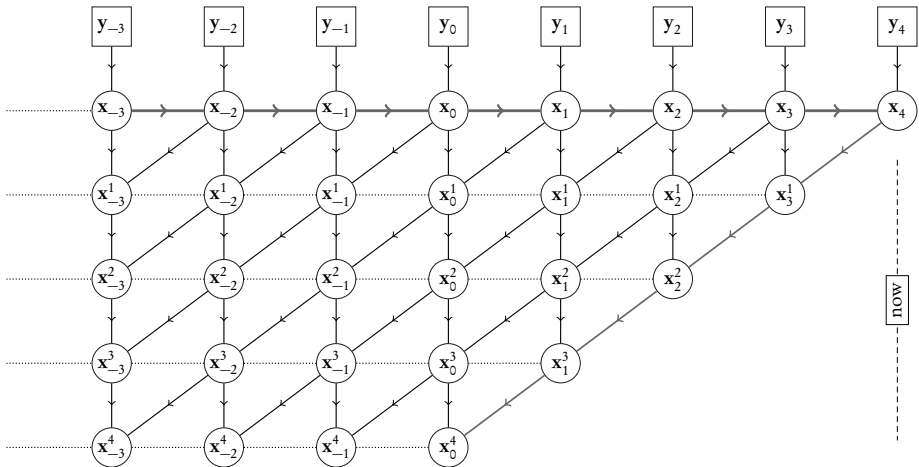 y₋₃ y₋₂ y₋₁ y₀ y₁ y₂ y₃ y₄
x₋₃ x₋₂ x₋₁ x₀ x₁ x₂ x₃ x₄
x¹₋₃ x¹₋₂ x¹₋₁ x¹₀ x¹₁ x¹₂ x¹₃
x²₋₃ x²₋₂ x²₋₁ x²₀ x²₁ x²₂
now
x³₋₃ x³₋₂ x³₋₁ x³₀ x³₁
x⁴₋₃ x⁴₋₂ x⁴₋₁ x⁴₀